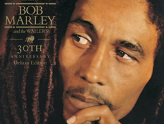 BOB
MARLEY
and the WAILERS
30TH
ANNIVERSARY
Deluxe Edition